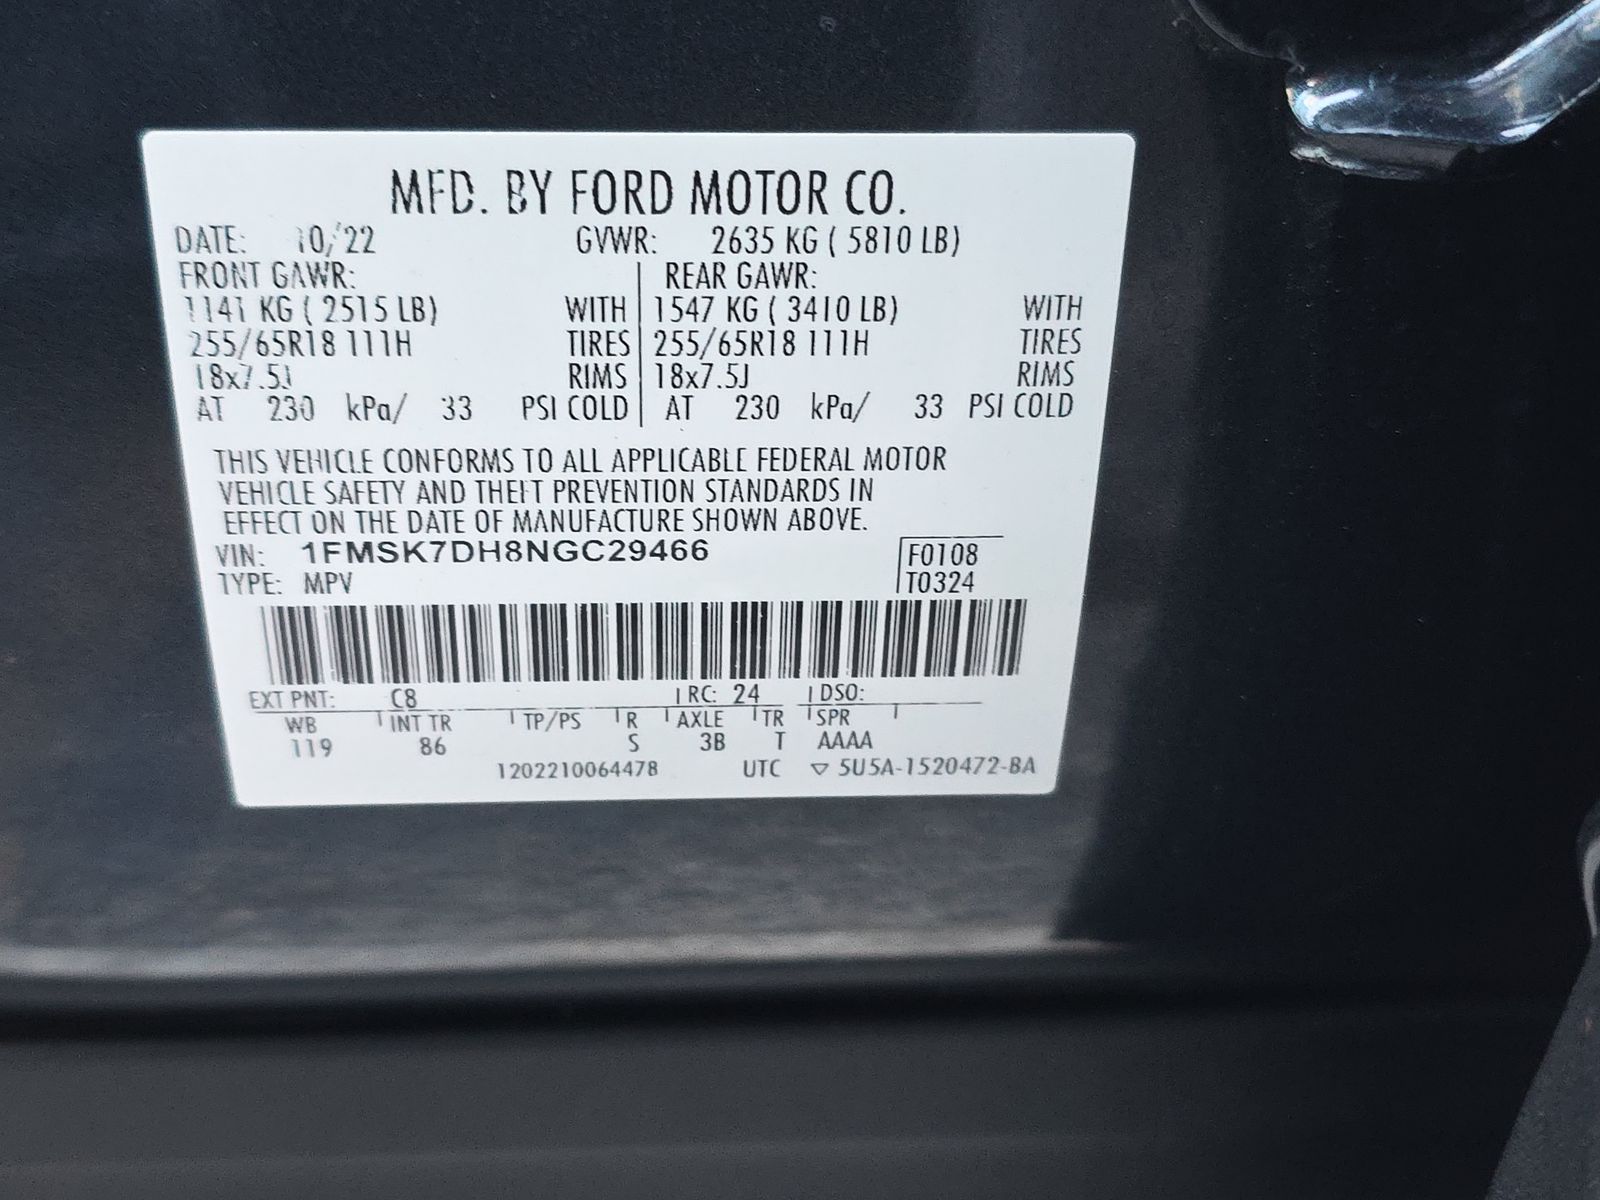 MFD. BY FORD MOTOR CO.
DATE: 10/22 GVWR: 2635 KG ( 5810 LB)
FRONT GAWR: REAR GAWR:
1141 KG ( 2515 LB) WITH 1547 KG ( 3410 LB) WITH
255/65R18 111H TIRES 255/65R18 111H TIRES
18x7.5J RIMS 18x7.5J RIMS
AT 230 kPa/ 33 PSI COLD AT 230 kPa/ 33 PSI COLD
THIS VEHICLE CONFORMS TO ALL APPLICABLE FEDERAL MOTOR
VEHICLE SAFETY AND THEFT PREVENTION STANDARDS IN
EFFECT ON THE DATE OF MANUFACTURE SHOWN ABOVE.
VIN: 1FMSK7DH8NGC29466 F0108
TYPE: MPV T0324
EXT PNT: C8 RC: 24 DSO:
WB INT TR TP/PS R AXLE TR SPR
119 86 S 3B T AAAA
1202210064478 UTC ▽ 5U5A-1520472-BA